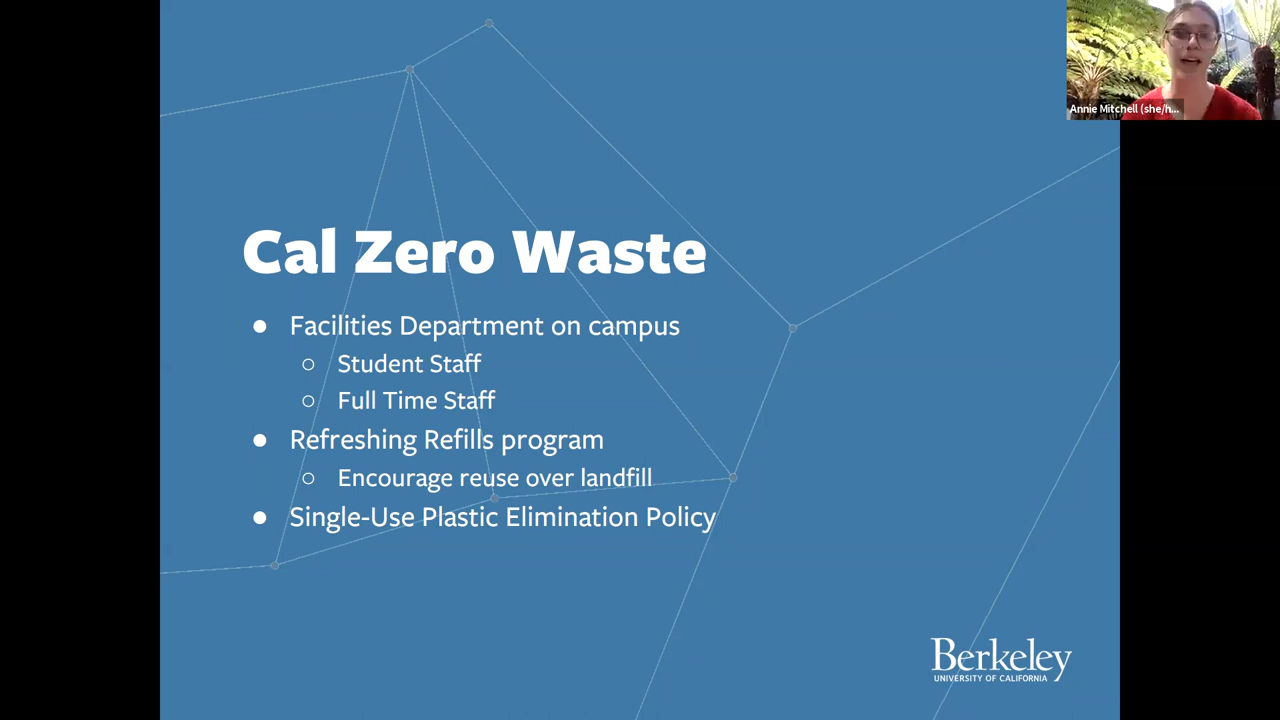 Annie Mitchell (she/h...
Cal Zero Waste
● Facilities Department on campus
○ Student Staff
○ Full Time Staff
● Refreshing Refills program
○ Encourage reuse over landfill
● Single-Use Plastic Elimination Policy
Berkeley
UNIVERSITY OF CALIFORNIA